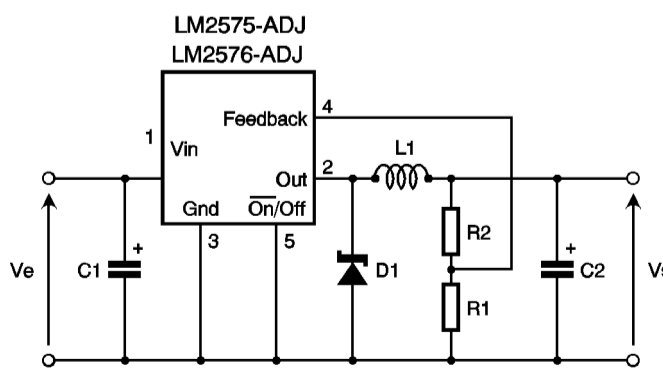 LM2575-ADJ
LM2576-ADJ
Feedback
4
1
Vin
L1
Out
2
Gnd
On/Off
3
5
R2
+
+
Ve
C1
D1
C2
Vs
R1